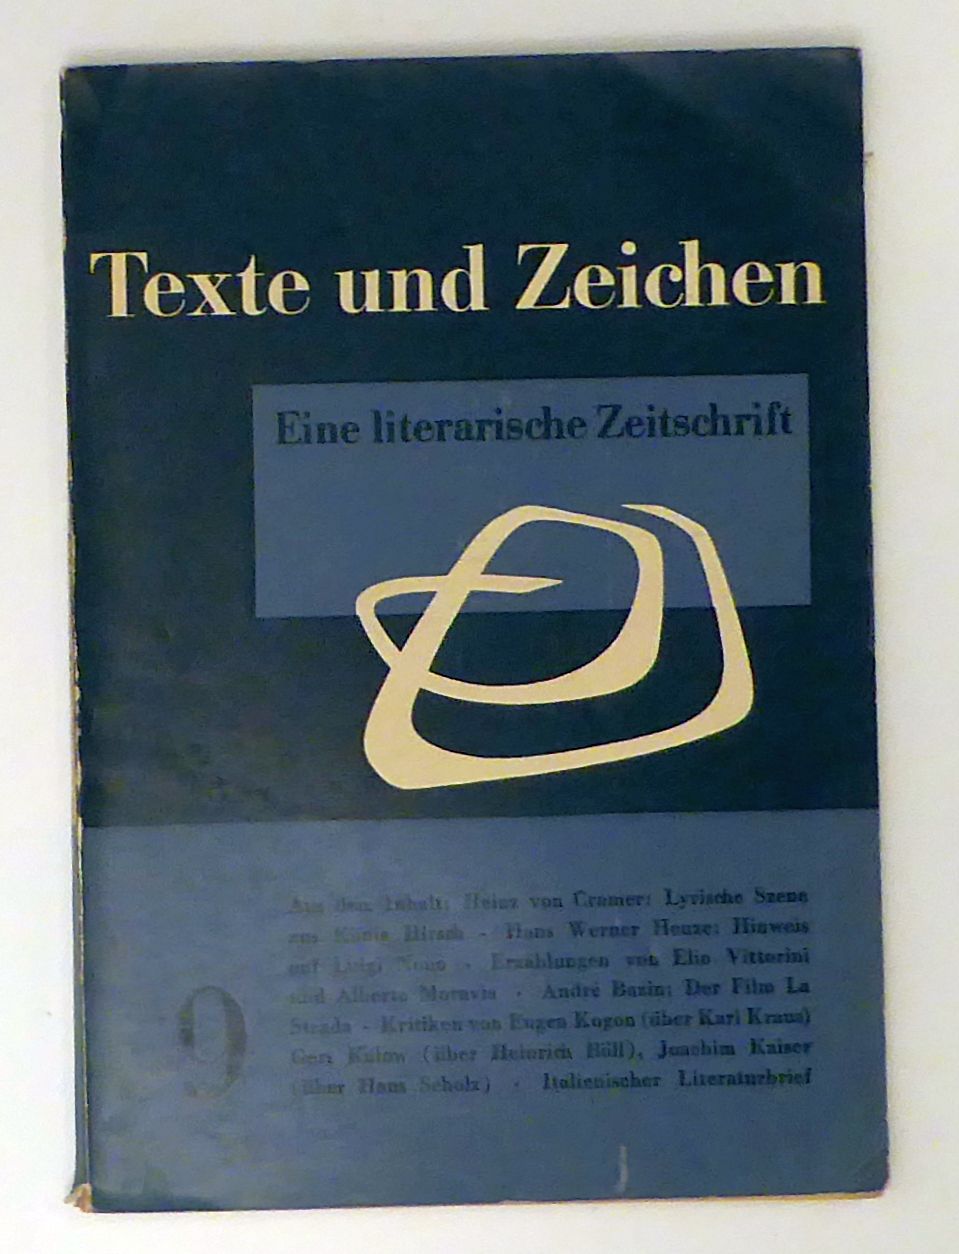 Texte und Zeichen
Eine literarische Zeitschrift
Aus dem Inhalt: Heinz von Cramer: Lyrische Szene
aus König Hirsch - Hans Werner Henze: Hinweis
auf Luigi Nono - Erzählungen von Elio Vittorini
und Alberto Moravia - André Bazin: Der Film La
Strada - Kritiken von Eugen Kogon (über Karl Kraus)
Gert Kalow (über Heinrich Böll), Joachim Kaiser
(über Hans Scholz) - Italienischer Literaturbrief
9